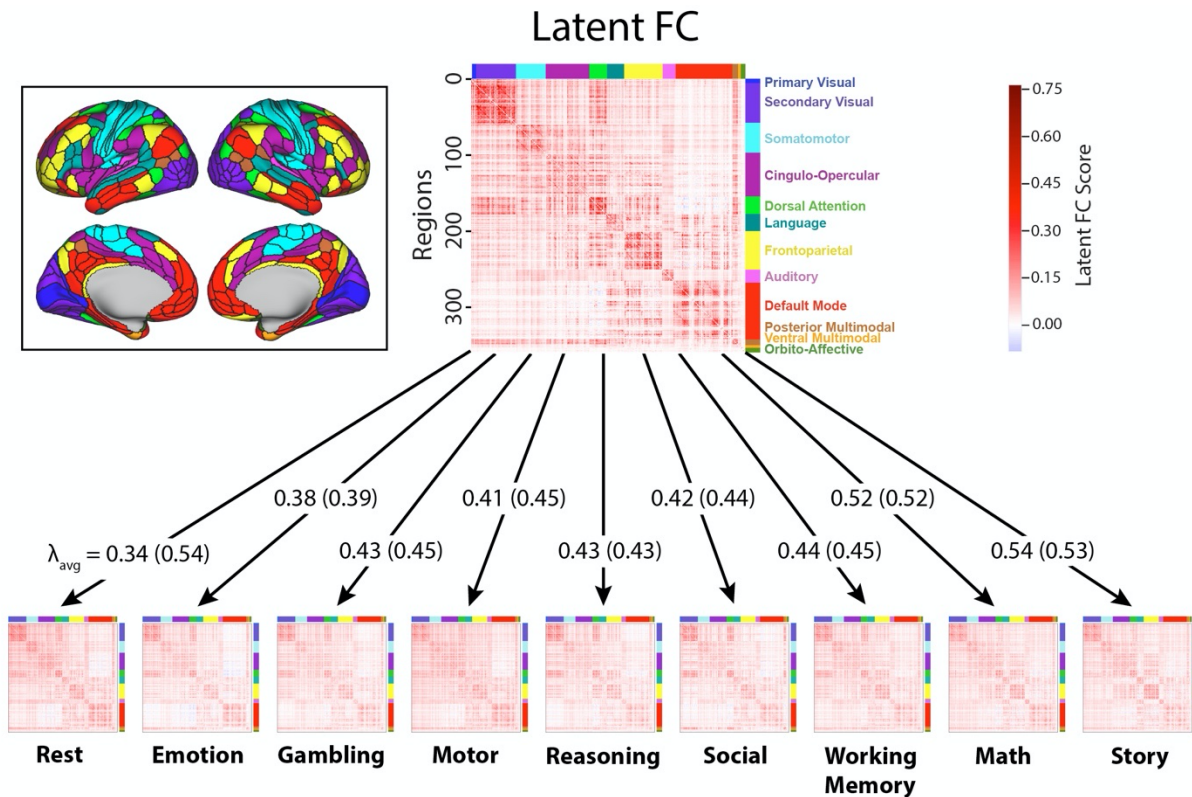 Latent FC
0
100
200
300
Regions
Primary Visual
Secondary Visual
Somatomotor
Cingulo-Opercular
Dorsal Attention
Language
Frontoparietal
Auditory
Default Mode
Posterior Multimodal
Ventral Multimodal
Orbito-Affective
0.75
0.60
0.45
0.30
0.15
0.00
Latent FC Score
0.38 (0.39)
0.41 (0.45)
0.42 (0.44)
0.52 (0.52)
λavg = 0.34 (0.54)
0.43 (0.45)
0.43 (0.43)
0.44 (0.45)
0.54 (0.53)
Rest
Emotion
Gambling
Motor
Reasoning
Social
Working
Memory
Math
Story